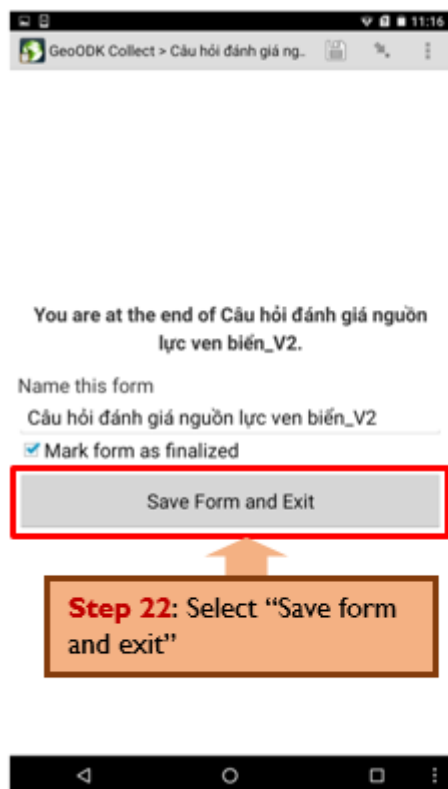 11:16
GeoODK Collect > Câu hỏi đánh giá ng..
You are at the end of Câu hỏi đánh giá nguồn
lực ven biển_V2.
Name this form
Câu hỏi đánh giá nguồn lực ven biển_V2
Mark form as finalized
Save Form and Exit
Step 22: Select “Save form
and exit”